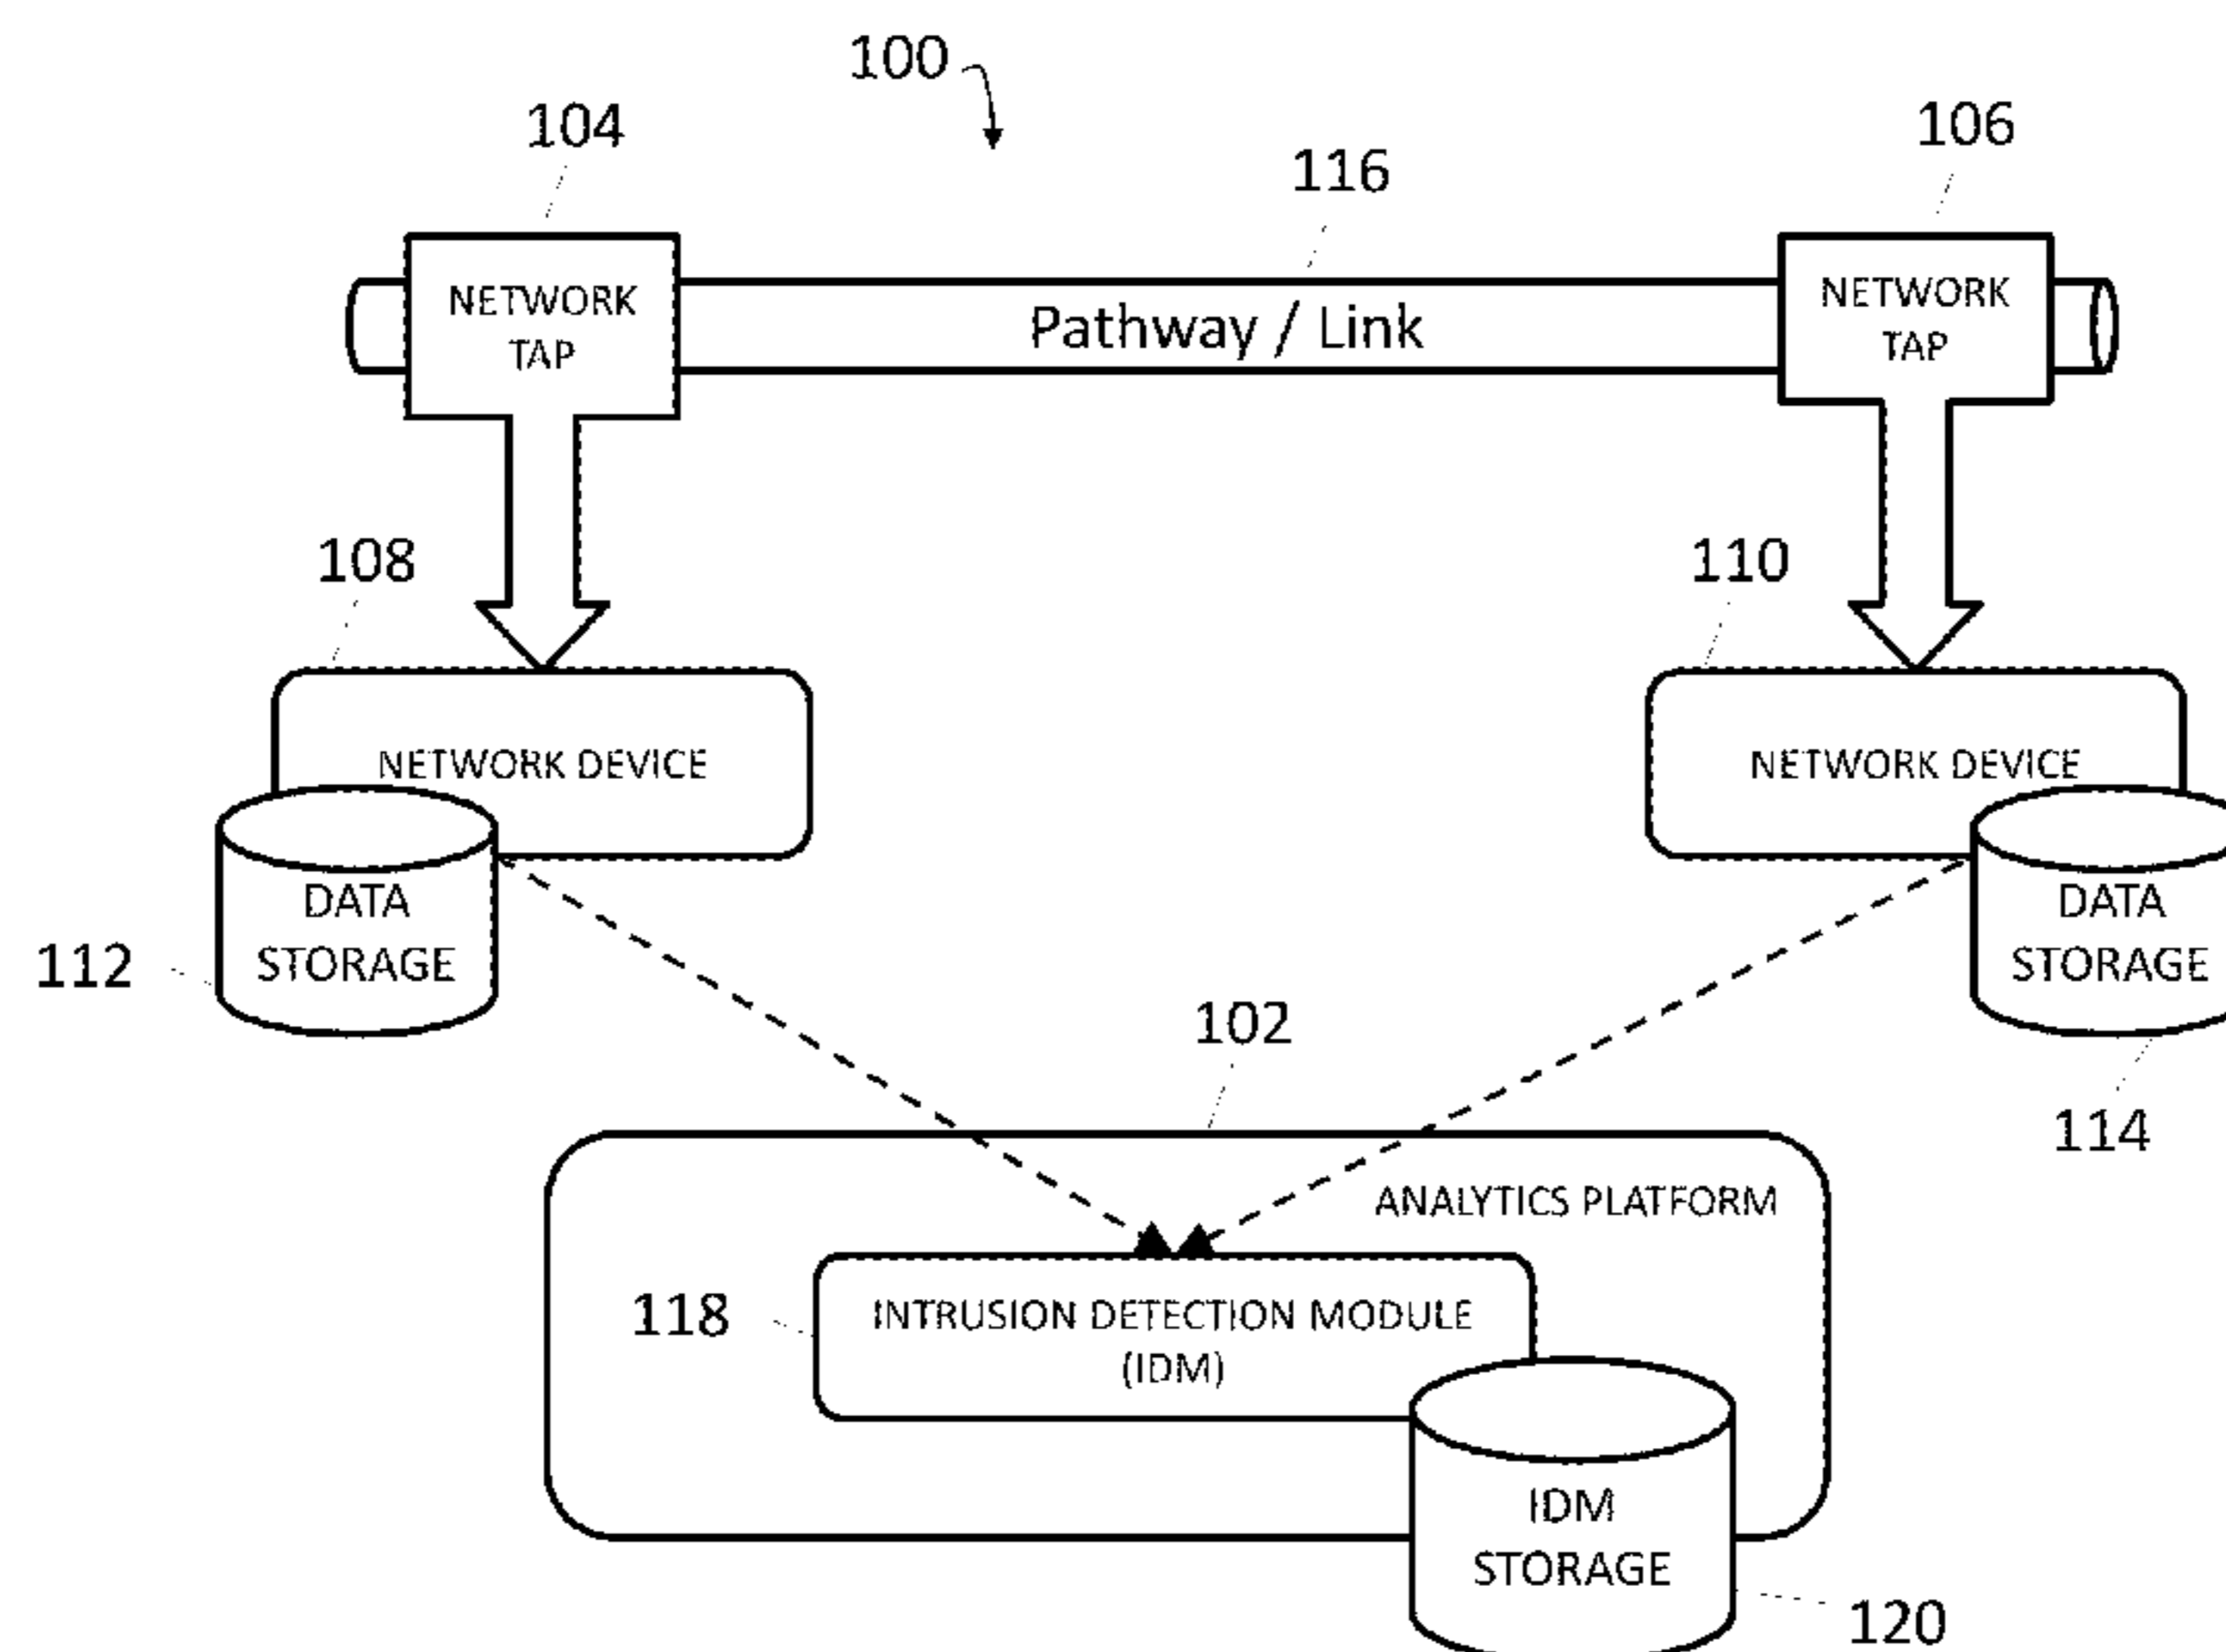 100
104
106
116
NETWORK
TAP
Pathway / Link
NETWORK
TAP
108
110
NETWORK DEVICE
NETWORK DEVICE
DATA
STORAGE
DATA
STORAGE
112
102
114
ANALYTICS PLATFORM
118
INTRUSION DETECTION MODULE
(IDM)
IDM
STORAGE
120